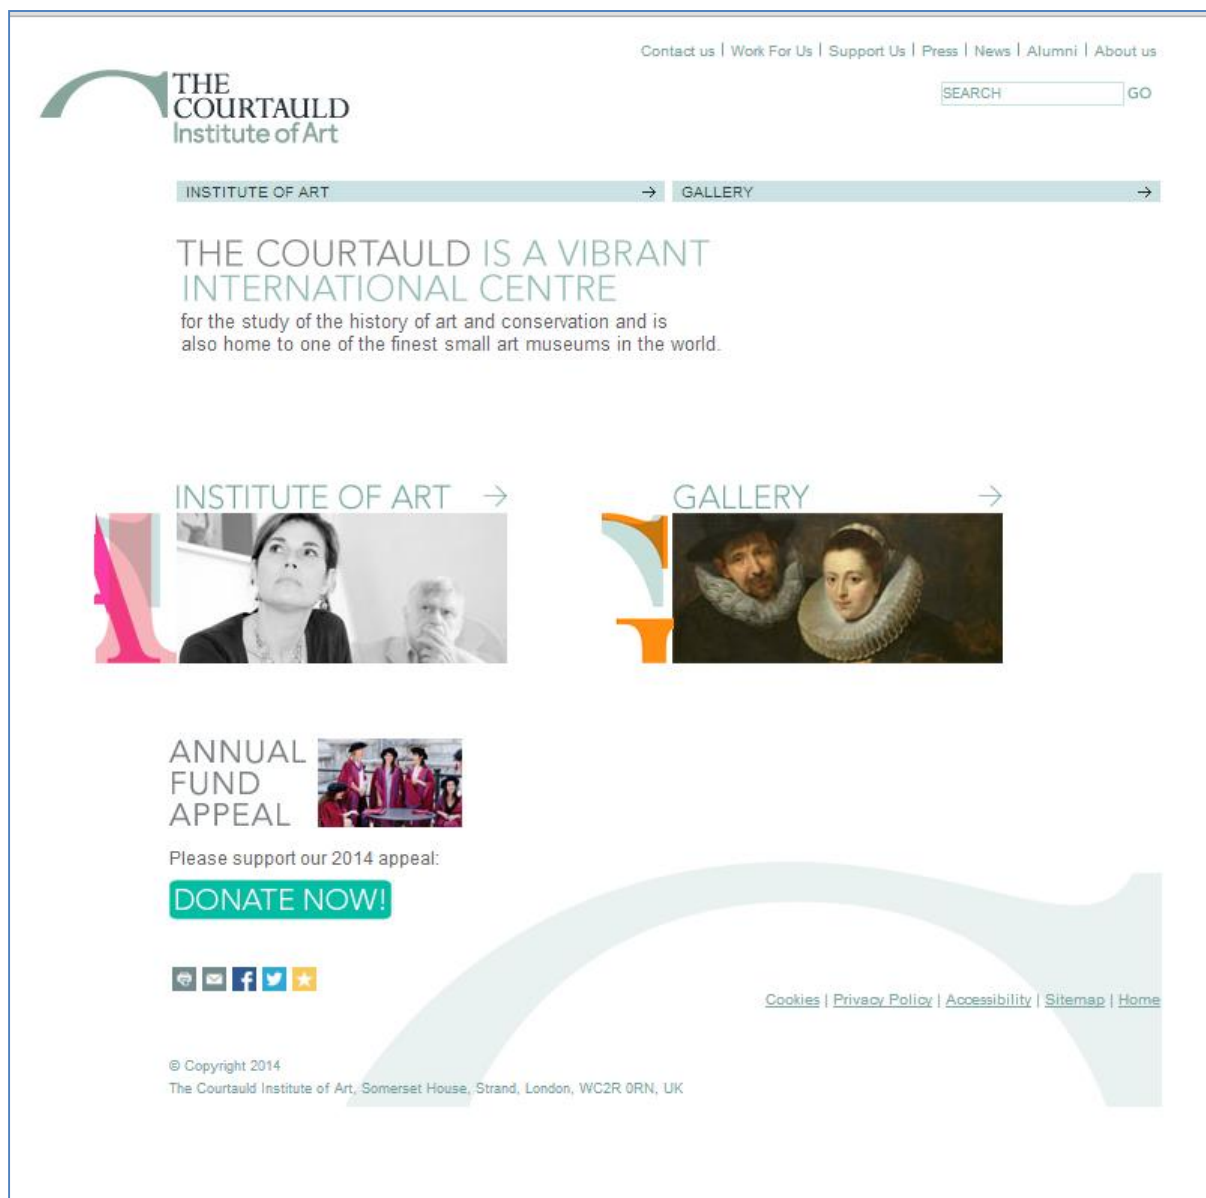 Contact us | Work For Us | Support Us | Press | News | Alumni | About us
THE
COURTAULD
Institute of Art
SEARCH GO
INSTITUTE OF ART → GALLERY →
THE COURTAULD IS A VIBRANT
INTERNATIONAL CENTRE
for the study of the history of art and conservation and is
also home to one of the finest small art museums in the world.
INSTITUTE OF ART → GALLERY →
ANNUAL
FUND
APPEAL
Please support our 2014 appeal:
DONATE NOW!
Cookies | Privacy Policy | Accessibility | Sitemap | Home
© Copyright 2014
The Courtauld Institute of Art, Somerset House, Strand, London, WC2R 0RN, UK